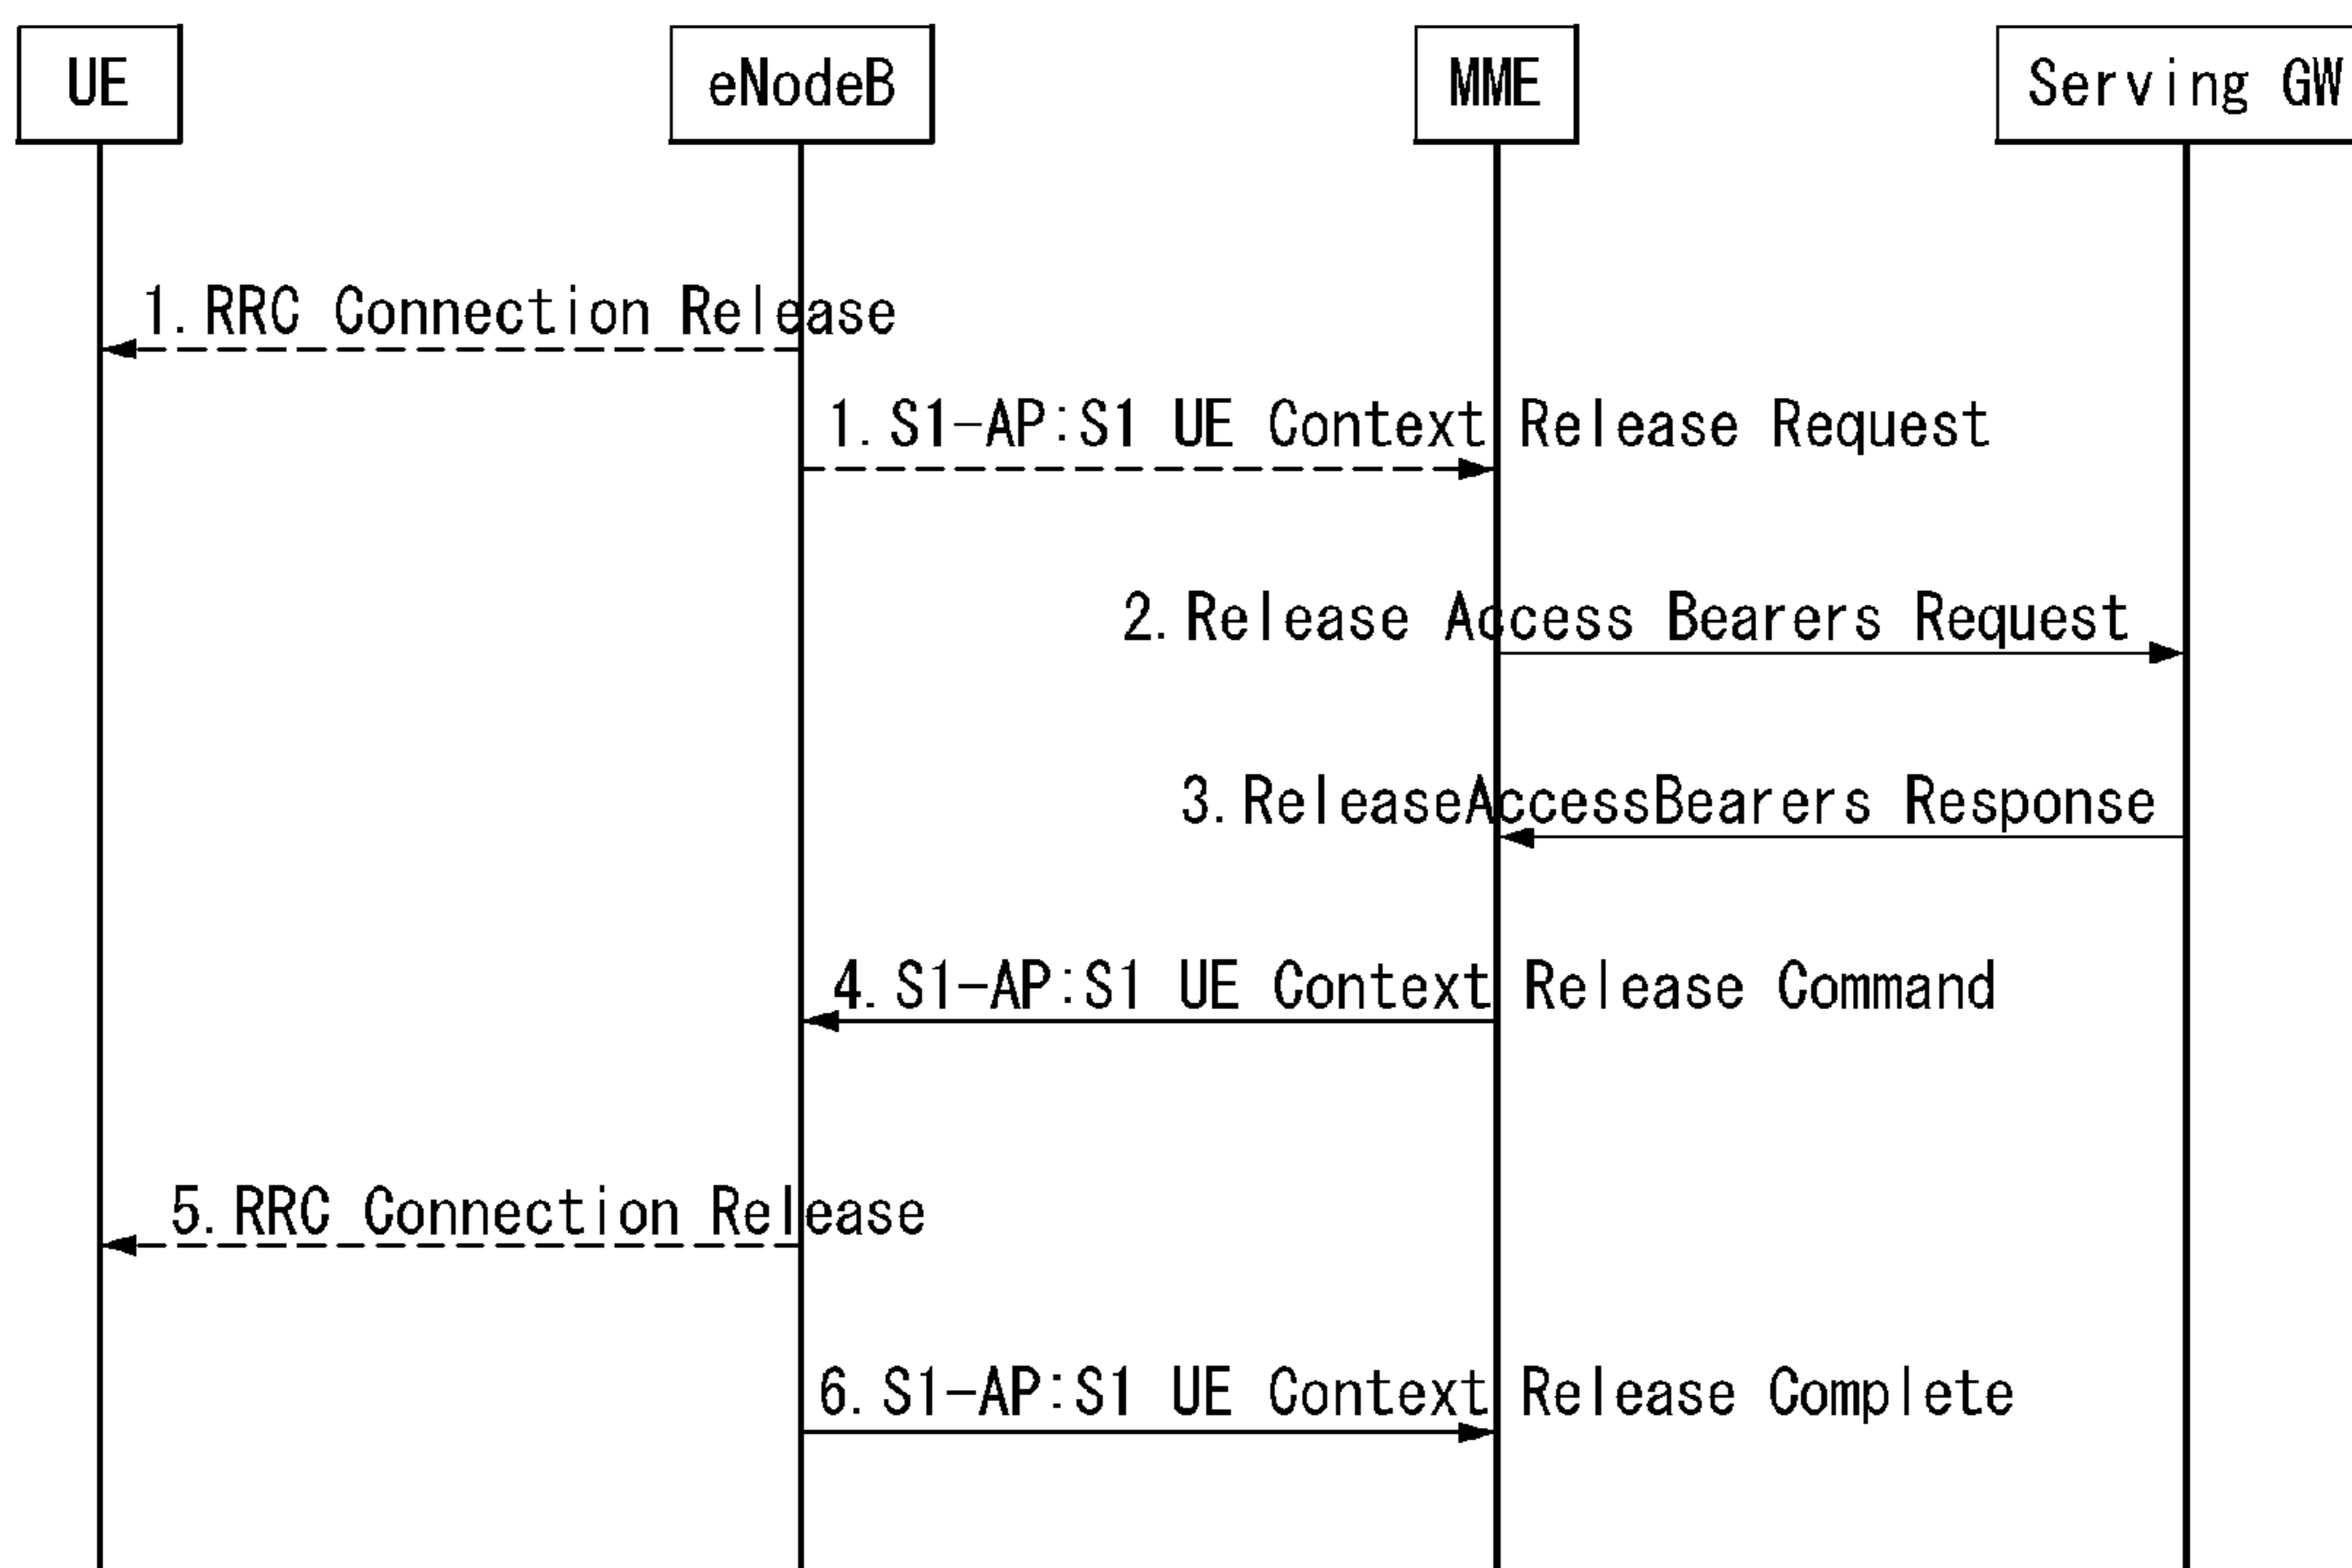 UE
eNodeB
MME
Serving GW
1.RRC Connection Release
1.S1-AP:S1 UE Context Release Request
2.Release Access Bearers Request
3.ReleaseAccessBearers Response
4.S1-AP:S1 UE Context Release Command
5.RRC Connection Release
6.S1-AP:S1 UE Context Release Complete